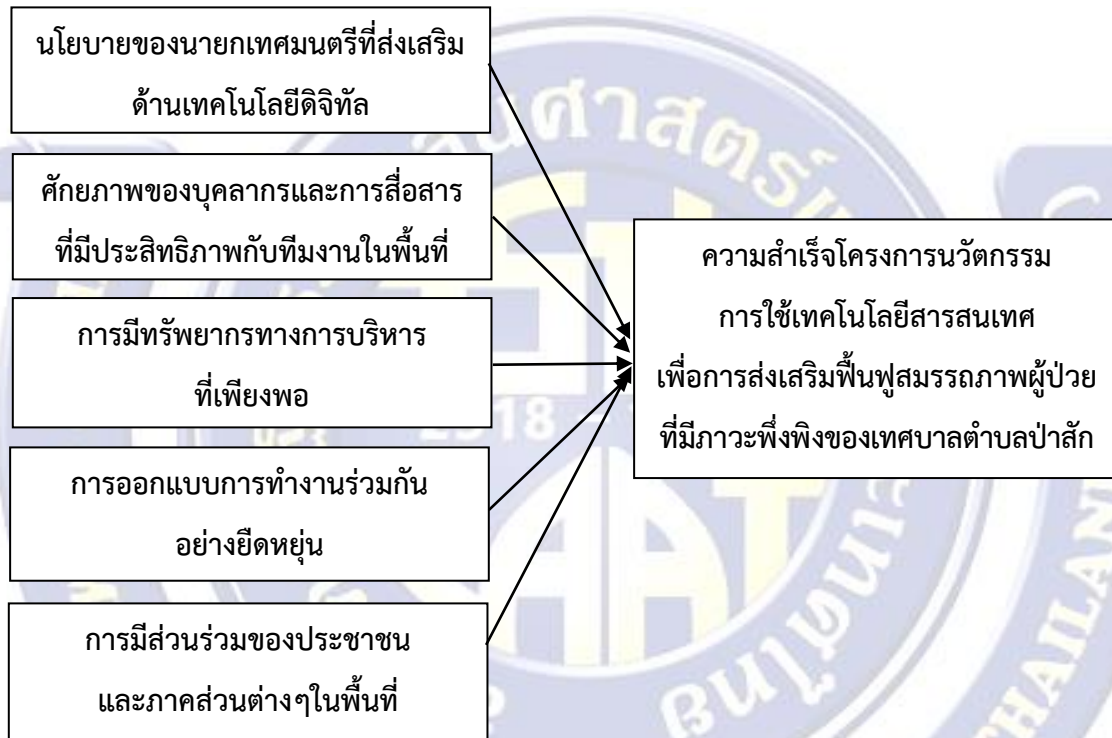 นโยบายของนายกเทศมนตรีที่ส่งเสริม
ด้านเทคโนโลยีดิจิทัล
ศักยภาพของบุคลากรและการสื่อสาร
ที่มีประสิทธิภาพกับทีมงานในพื้นที่
การมีทรัพยากรทางการบริหาร
ที่เพียงพอ
การออกแบบการทำงานร่วมกัน
อย่างยืดหยุ่น
การมีส่วนร่วมของประชาชน
และภาคส่วนต่างๆในพื้นที่
ความสำเร็จโครงการนวัตกรรม
การใช้เทคโนโลยีสารสนเทศ
เพื่อการส่งเสริมฟื้นฟูสมรรถภาพผู้ป่วย
ที่มีภาวะพึ่งพิงของเทศบาลตำบลป่าสัก
THAILAND